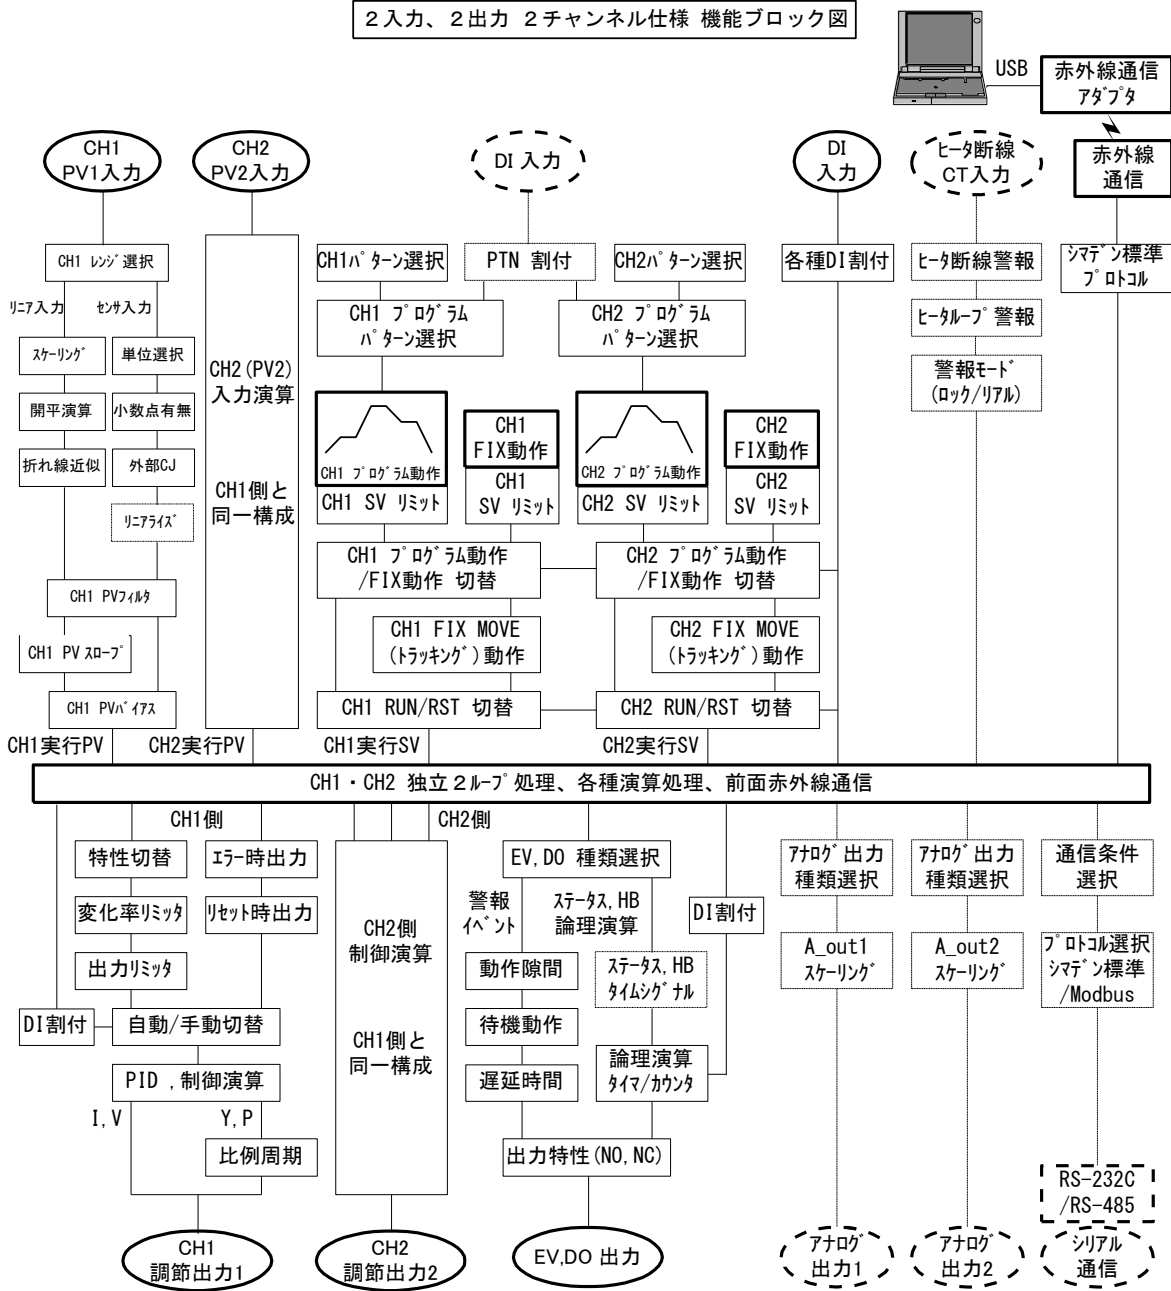 ２入力、２出力 ２チャンネル仕様 機能ブロック図
USB
赤外線通信
アダプタ
CH1
PV1入力
CH2
PV2入力
DI 入力
DI
入力
ヒータ断線
CT入力
赤外線
通信
CH1 レンジ選択
CH1パターン選択
PTN 割付
CH2パターン選択
各種DI割付
ヒータ断線警報
シマデン標準
プロトコル
リニア入力
センサ入力
CH1 プログラム
パターン選択
CH2 プログラム
パターン選択
ヒータループ警報
スケーリング
単位選択
CH2(PV2)
入力演算
警報モード
(ロック/リアル)
開平演算
小数点有無
折れ線近似
外部CJ
CH1 プログラム動作
CH1
FIX動作
CH2 プログラム動作
CH2
FIX動作
CH1側と
同一構成
CH1 SV リミット
CH1
SV リミット
CH2 SV リミット
CH2
SV リミット
リニアライズ
CH1 プログラム動作
/FIX動作 切替
CH2 プログラム動作
/FIX動作 切替
CH1 PVフィルタ
CH1 FIX MOVE
(トラッキング)動作
CH2 FIX MOVE
(トラッキング)動作
CH1 PV スロープ
CH1 PVバイアス
CH1 RUN/RST 切替
CH2 RUN/RST 切替
CH1実行PV
CH2実行PV
CH1実行SV
CH2実行SV
CH1・CH2 独立２ループ処理、各種演算処理、前面赤外線通信
CH1側
CH2側
特性切替
エラー時出力
EV,DO 種類選択
アナログ出力
種類選択
アナログ出力
種類選択
通信条件
選択
変化率リミッタ
リセット時出力
CH2側
制御演算
警報
イベント
ステータス,HB
論理演算
DI割付
A_out1
スケーリング
A_out2
スケーリング
プロトコル選択
シマデン標準
/Modbus
出力リミッタ
動作隙間
ステータス,HB
タイムシグナル
DI割付
自動/手動切替
待機動作
CH1側と
同一構成
論理演算
タイマ/カウンタ
PID ,制御演算
遅延時間
I,V
Y,P
比例周期
出力特性(NO,NC)
RS-232C
/RS-485
CH1
調節出力1
CH2
調節出力2
EV,DO 出力
アナログ
出力1
アナログ
出力2
シリアル
通信